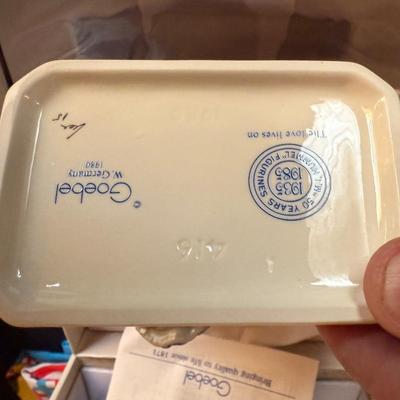 The love lives on
50 YEARS
M.I. HUMMEL FIGURINES
1935
1985
Goebel
©
W. Germany
1980
416
Goebel
Bringing quality to life since 1871